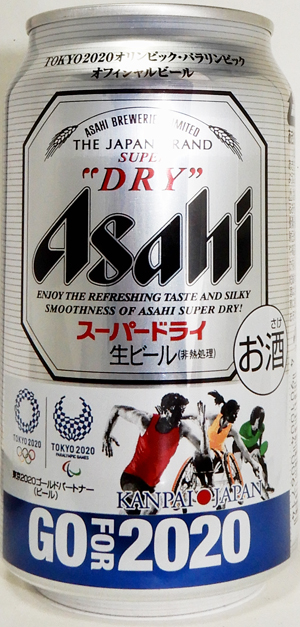 TOKYO2020オリンピック・パラリンピック
オフィシャルビール
ASAHI BREWERIES, LIMITED
THE JAPAN BRAND
SUPER
"DRY"
Asahi
ENJOY THE REFRESHING TASTE AND SILKY
SMOOTHNESS OF ASAHI SUPER DRY!
スーパードライ
生ビール(非熱処理)
さけ
お酒
TOKYO 2020
TOKYO 2020
PARALYMPIC GAMES
東京2020ゴールドパートナー
(ビール)
KANPAI JAPAN
GO FOR 2020